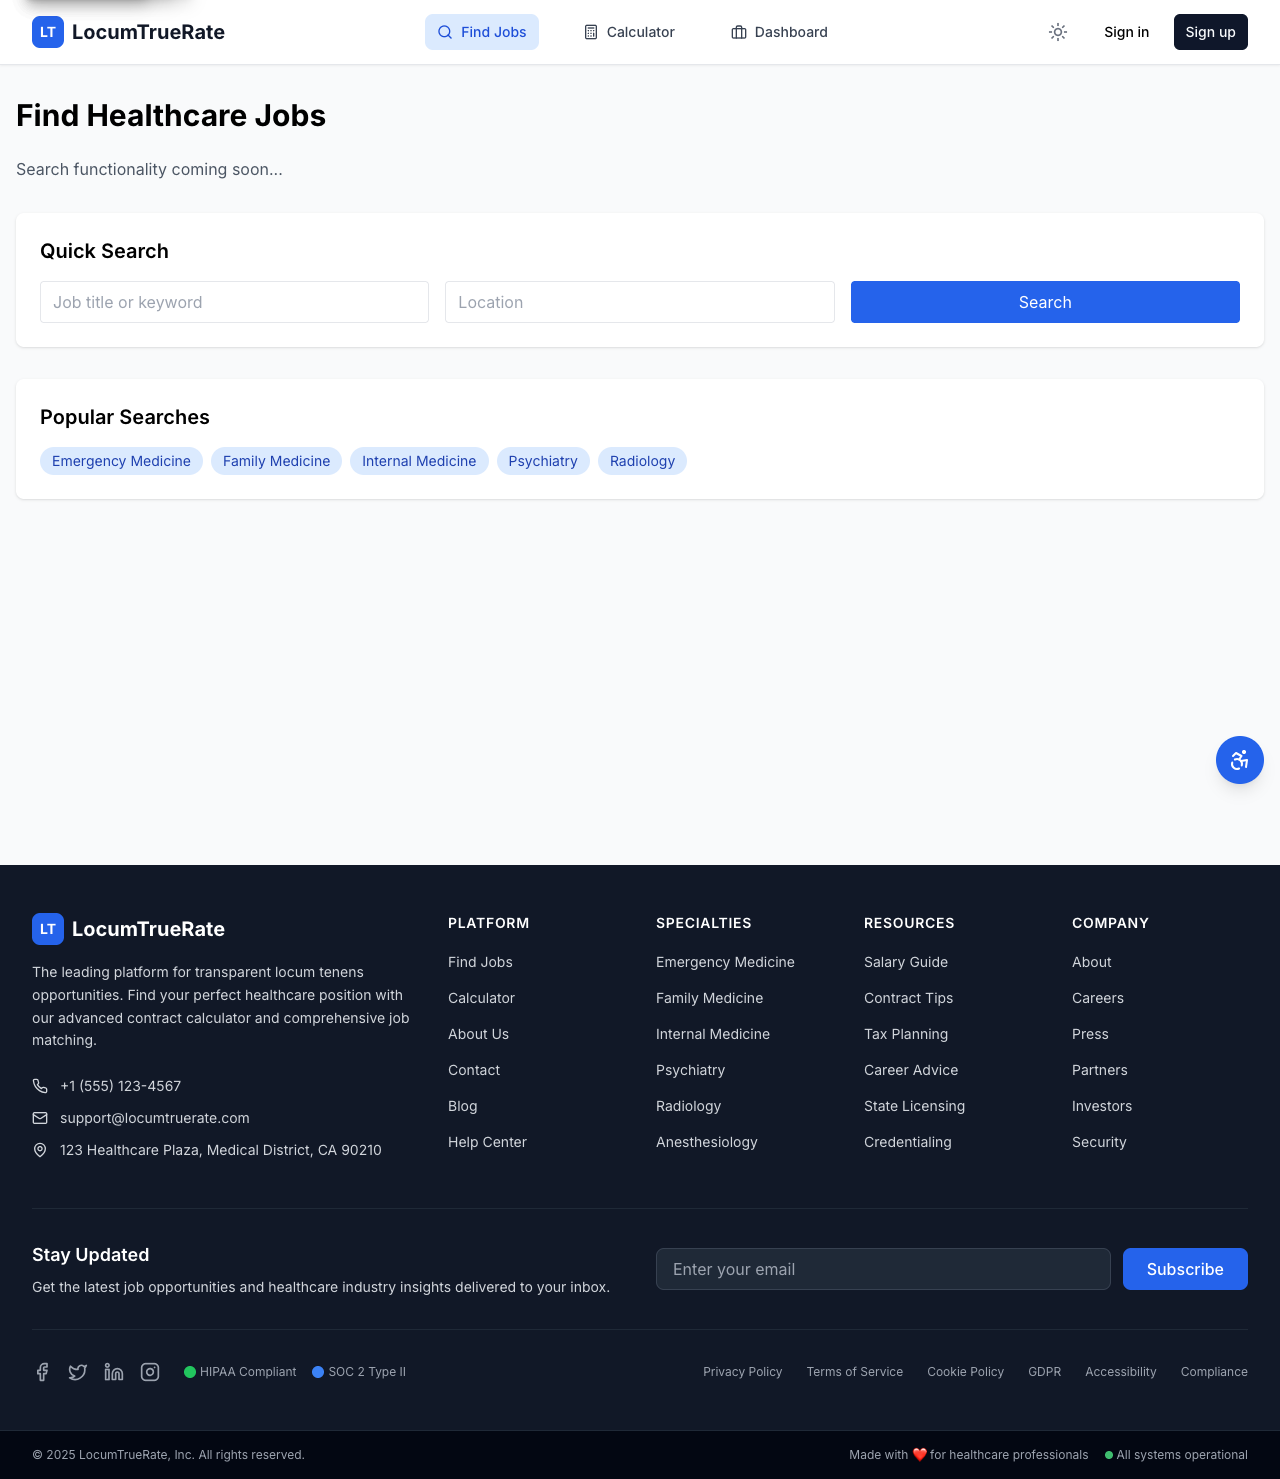 LT LocumTrueRate
Find Jobs
Calculator
Dashboard
Sign in
Sign up
Find Healthcare Jobs
Search functionality coming soon...
Quick Search
Job title or keyword
Location
Search
Popular Searches
Emergency Medicine
Family Medicine
Internal Medicine
Psychiatry
Radiology
LT LocumTrueRate
The leading platform for transparent locum tenens
opportunities. Find your perfect healthcare position with
our advanced contract calculator and comprehensive job
matching.
+1 (555) 123-4567
support@locumtruerate.com
123 Healthcare Plaza, Medical District, CA 90210
PLATFORM
Find Jobs
Calculator
About Us
Contact
Blog
Help Center
SPECIALTIES
Emergency Medicine
Family Medicine
Internal Medicine
Psychiatry
Radiology
Anesthesiology
RESOURCES
Salary Guide
Contract Tips
Tax Planning
Career Advice
State Licensing
Credentialing
COMPANY
About
Careers
Press
Partners
Investors
Security
Stay Updated
Get the latest job opportunities and healthcare industry insights delivered to your inbox.
Enter your email
Subscribe
HIPAA Compliant
SOC 2 Type II
Privacy Policy
Terms of Service
Cookie Policy
GDPR
Accessibility
Compliance
© 2025 LocumTrueRate, Inc. All rights reserved.
Made with ❤️ for healthcare professionals
All systems operational